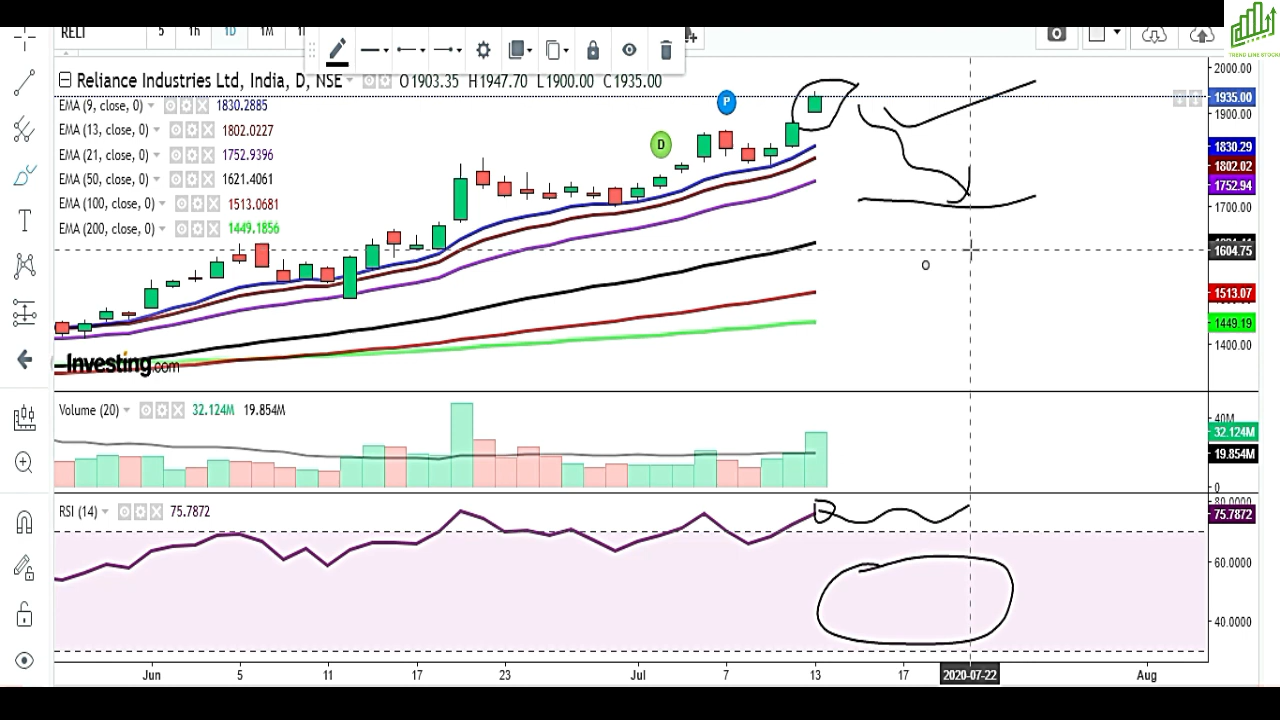 RELI 5 1h 1D 1M
TREND LINE STOCK
Reliance Industries Ltd, India, D, NSE O1903.35 H1947.70 L1900.00 C1935.00
EMA (9, close, 0) 1830.2885
EMA (13, close, 0) 1802.0227
EMA (21, close, 0) 1752.9396
EMA (50, close, 0) 1621.4061
EMA (100, close, 0) 1513.0681
EMA (200, close, 0) 1449.1856
P
D
2000.00
1935.00
1900.00
1830.29
1802.02
1752.94
1700.00
1604.75
1513.07
1449.19
1400.00
Investing.com
Volume (20) 32.124M 19.854M
40M
32.124M
19.854M
0
RSI (14) 75.7872
80.0000
75.7872
60.0000
40.0000
Jun 5 11 17 23 Jul 7 13 17 2020-07-22 Aug